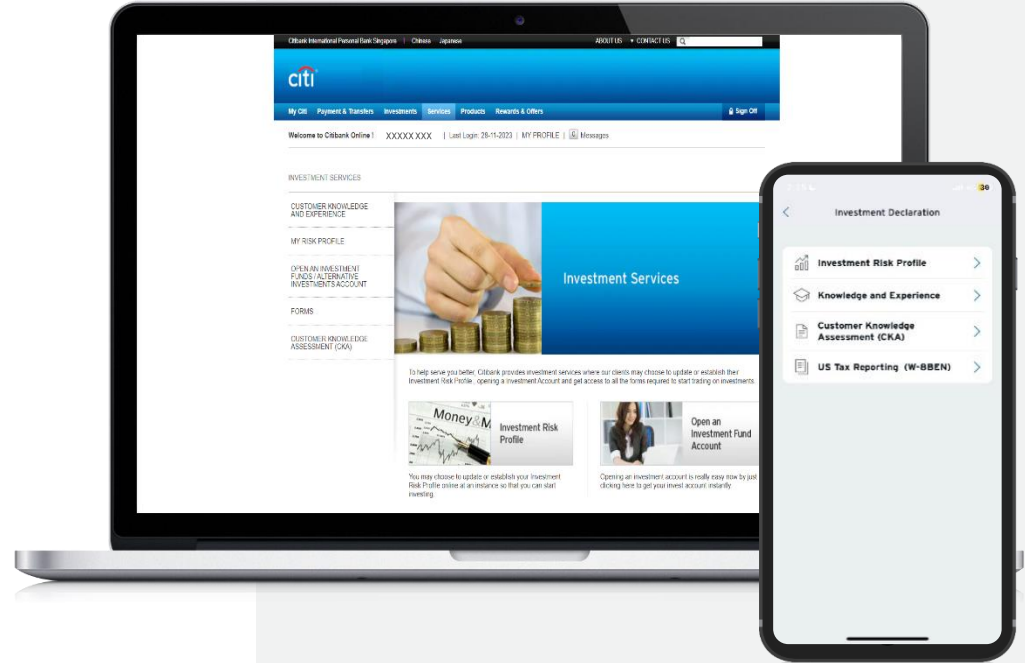 Citibank International Personal Bank Singapore | Chinese Japanese ABOUT US CONTACT US
citi
My Citi Payment & Transfers Investments Services Products Rewards & Offers Sign Off
Welcome to Citibank Online ! XXXXX XXX | Last Login: 28-11-2023 | MY PROFILE | Messages
INVESTMENT SERVICES
CUSTOMER KNOWLEDGE
AND EXPERIENCE
MY RISK PROFILE
OPEN AN INVESTMENT
FUNDS / ALTERNATIVE
INVESTMENTS ACCOUNT
FORMS
CUSTOMER KNOWLEDGE
ASSESSMENT (CKA)
Investment Services
To help serve you better, Citibank provides investment services where our clients may choose to update or establish their
Investment Risk Profile , opening a Investment Account and get access to all the forms required to start trading on investments
Money & M
Investment Risk
Profile
You may choose to update or establish your Investment
Risk Profile online at an instance so that you can start
investing.
Open an
Investment Fund
Account
Opening an investment account is really easy now by just
clicking here to get your invest account instantly
Investment Declaration
Investment Risk Profile
Knowledge and Experience
Customer Knowledge
Assessment (CKA)
US Tax Reporting (W-8BEN)